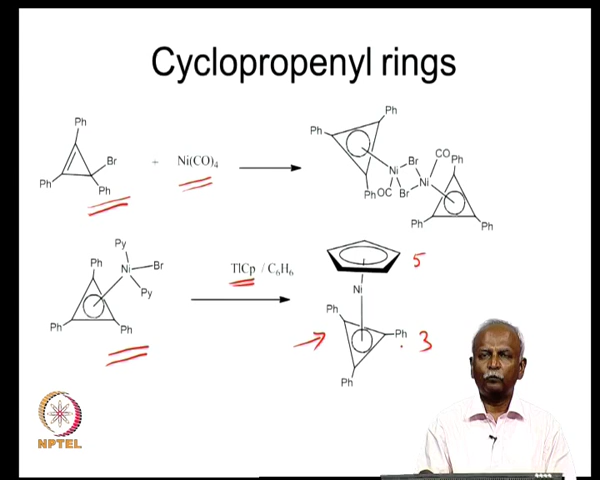 Cyclopropenyl rings
Ph
Br
Ph
Ph
+
Ni(CO)4
Ph
Ph
Ph
OC
Ni
Br
Br
Ni
CO
Ph
Ph
Ph
Py
Ni
Br
Py
Ph
Ph
Ph
TlCp / C6H6
5
Ni
Ph
Ph
3
Ph
NPTEL